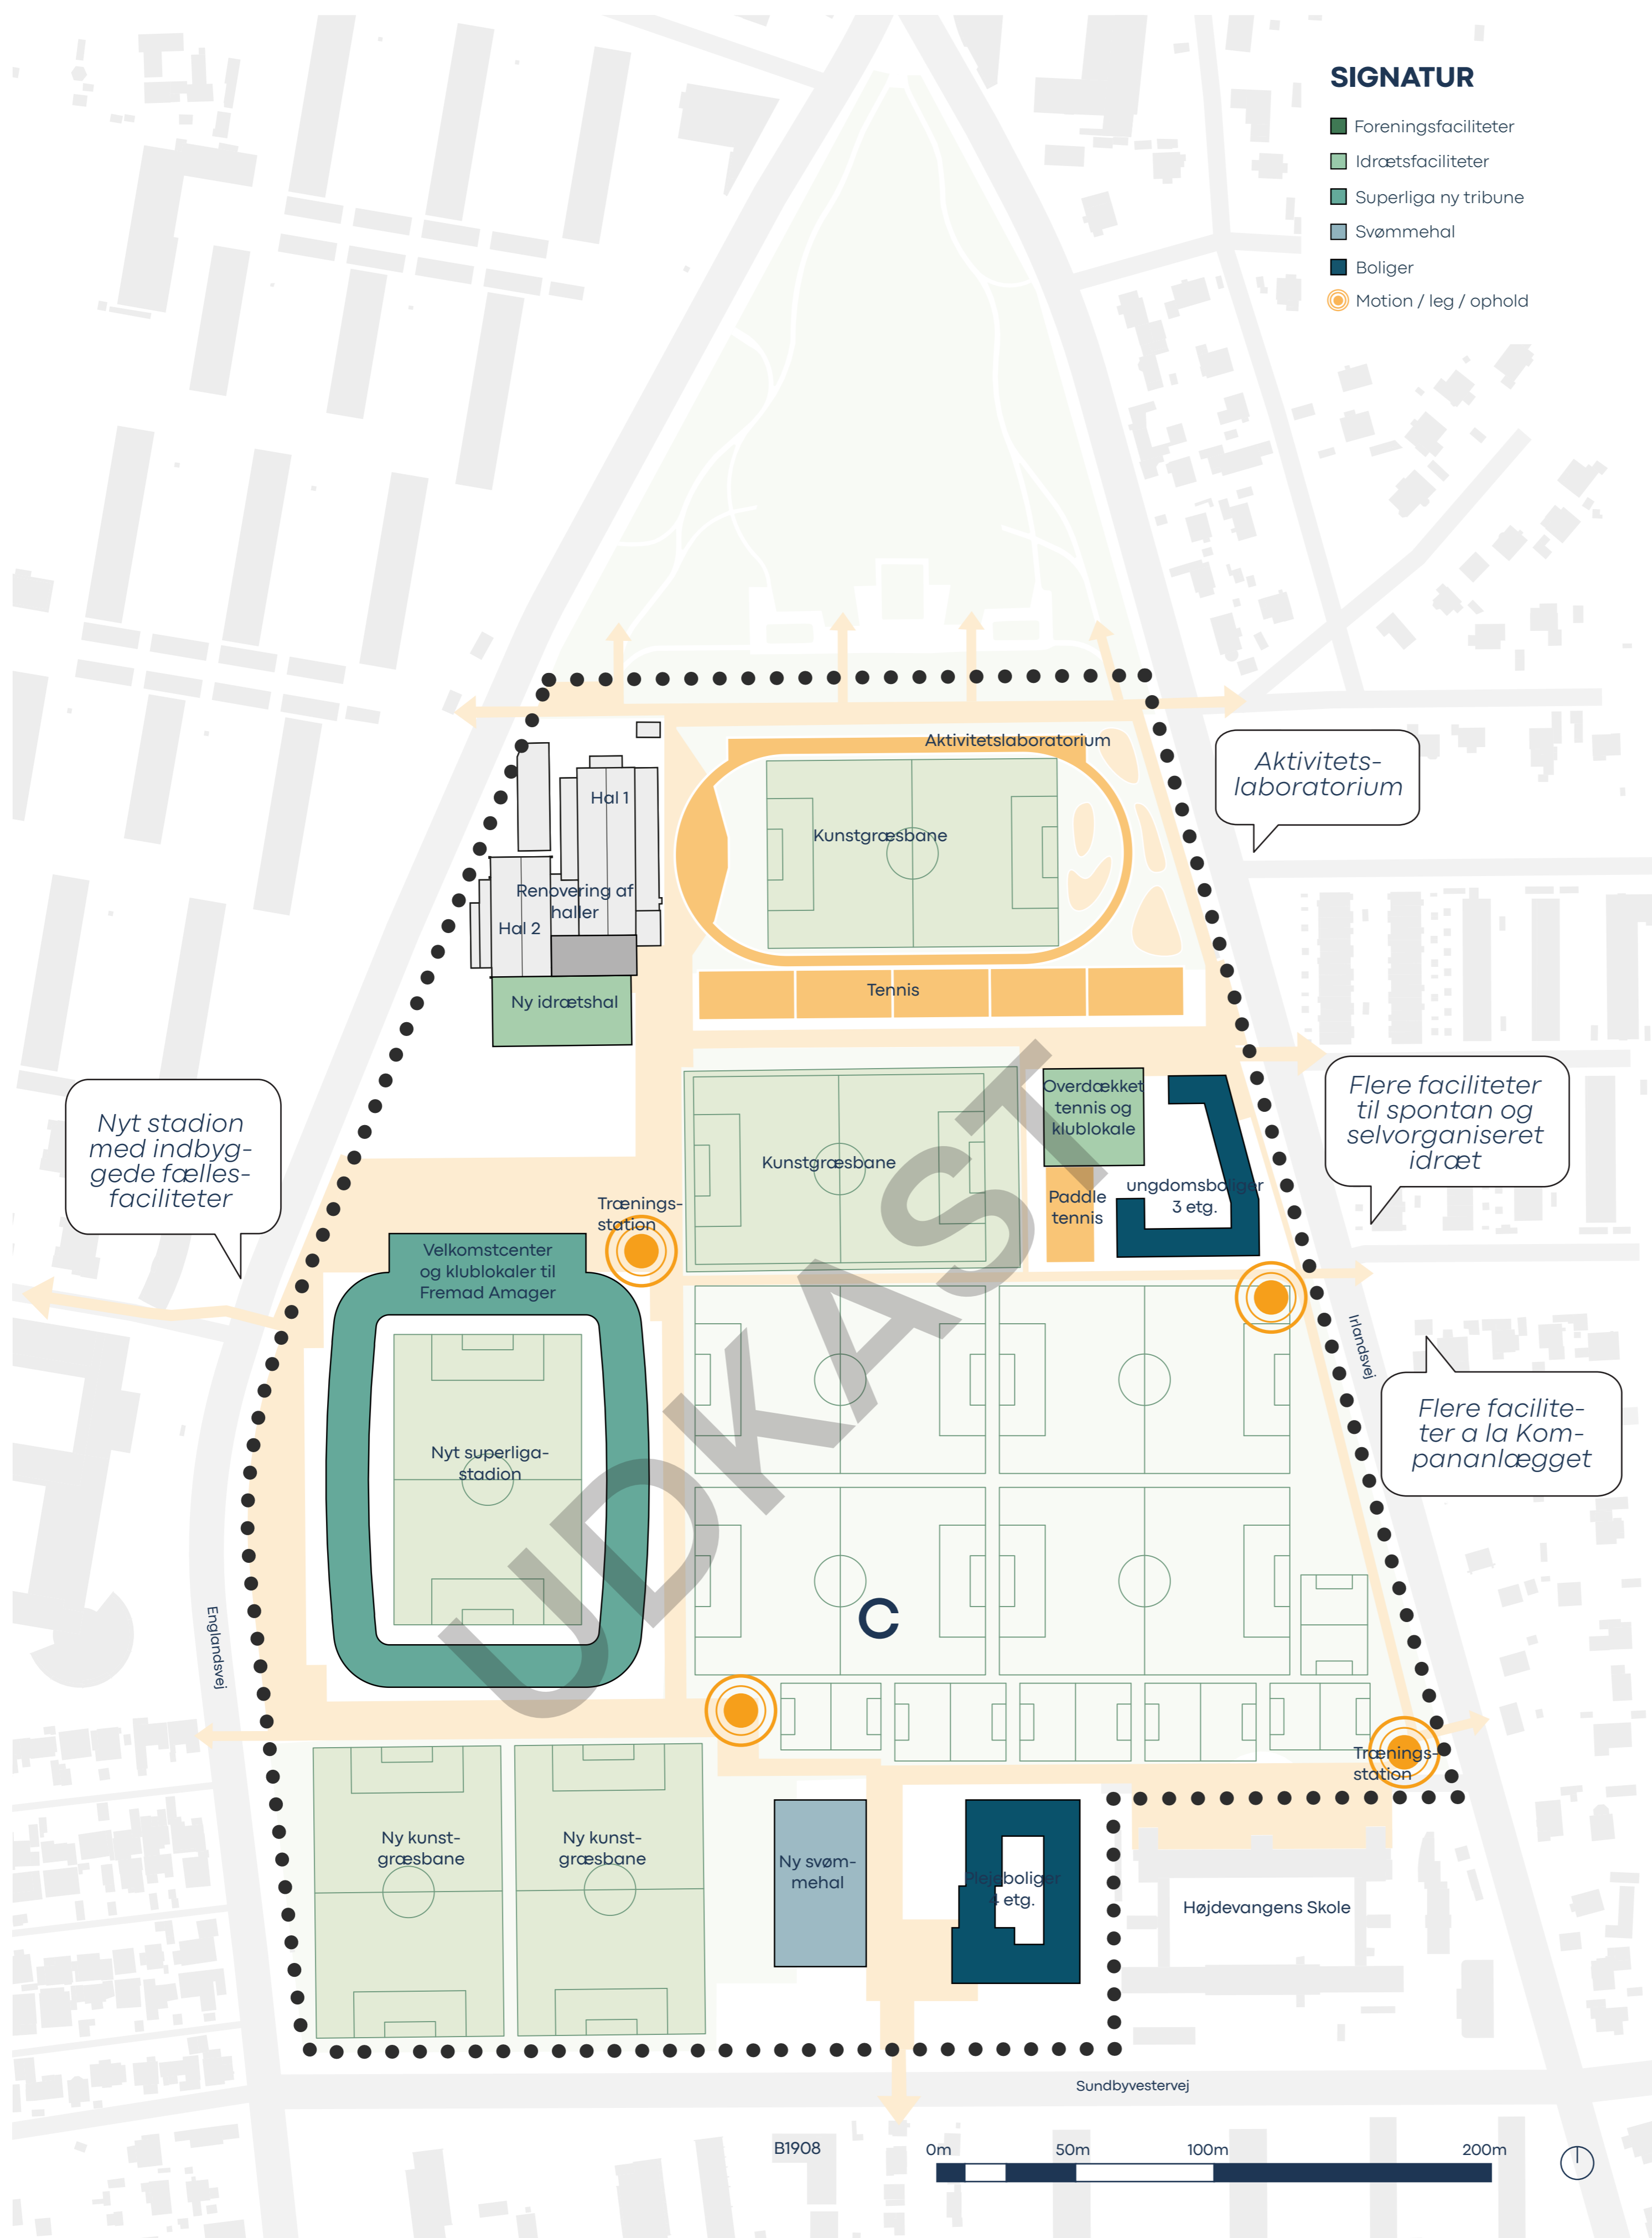 SIGNATUR
Foreningsfaciliteter
Idrætsfaciliteter
Superliga ny tribune
Svømmehal
Boliger
Motion / leg / ophold
Aktivitetslaboratorium
Aktivitets-
laboratorium
Hal 1
Kunstgræsbane
Renovering af
haller
Hal 2
Tennis
Ny idrætshal
Nyt stadion
med indbyg-
gede fælles-
faciliteter
Overdækket
tennis og
klublokale
Flere faciliteter
til spontan og
selvorganiseret
idræt
Kunstgræsbane
Paddle
tennis
ungdomsboliger
3 etg.
Trænings-
station
Velkomstcenter
og klublokaler til
Fremad Amager
Irlandsvej
Flere facilite-
ter a la Kom-
pananlægget
Nyt superliga-
stadion
UDKAST
C
Englandsvej
Trænings-
station
Ny kunst-
græsbane
Ny kunst-
græsbane
Ny svøm-
mehal
Plejeboliger
4 etg.
Højdevangens Skole
Sundbyvestervej
B1908
0m
50m
100m
200m